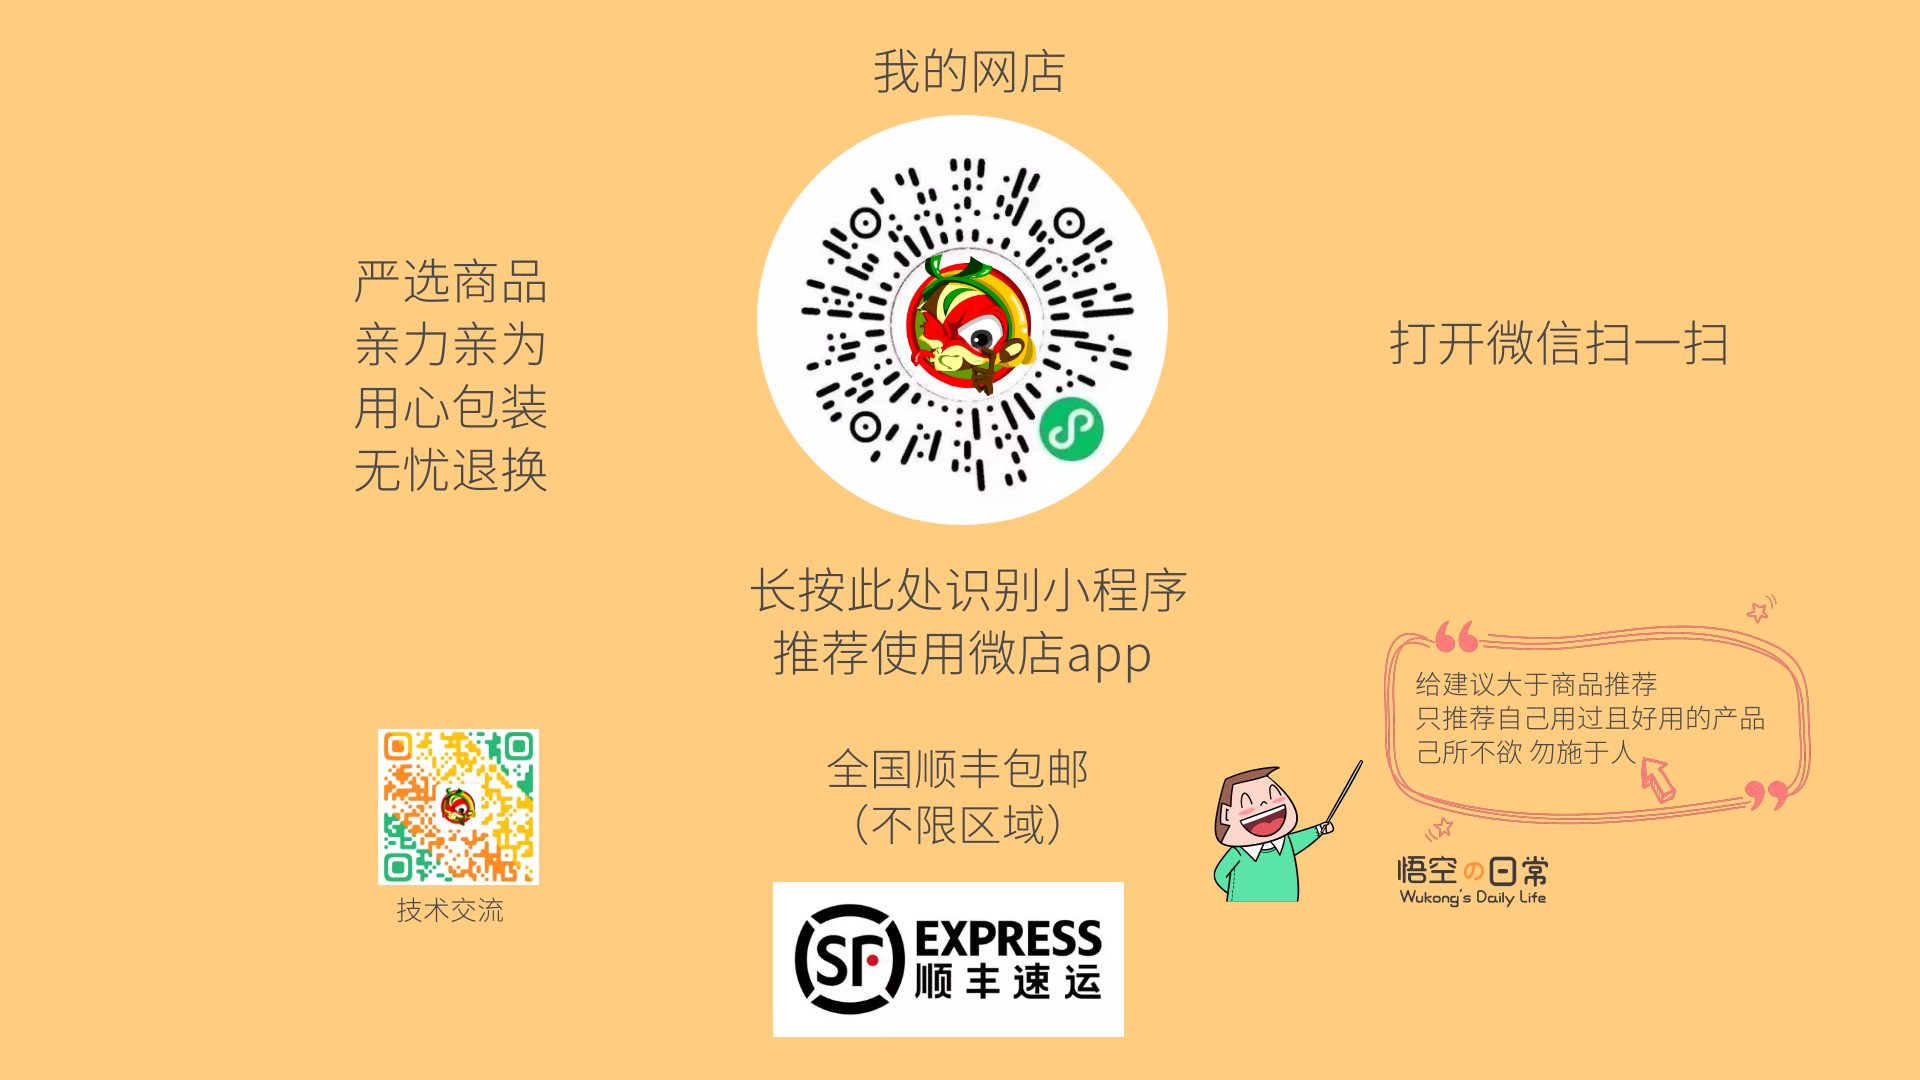 我的网店
严选商品
亲力亲为
用心包装
无忧退换
打开微信扫一扫
长按此处识别小程序
推荐使用微店app
给建议大于商品推荐
只推荐自己用过且好用的产品
己所不欲 勿施于人
全国顺丰包邮
（不限区域）
技术交流
悟空の日常
Wukong's Daily Life
SF EXPRESS
顺丰速运